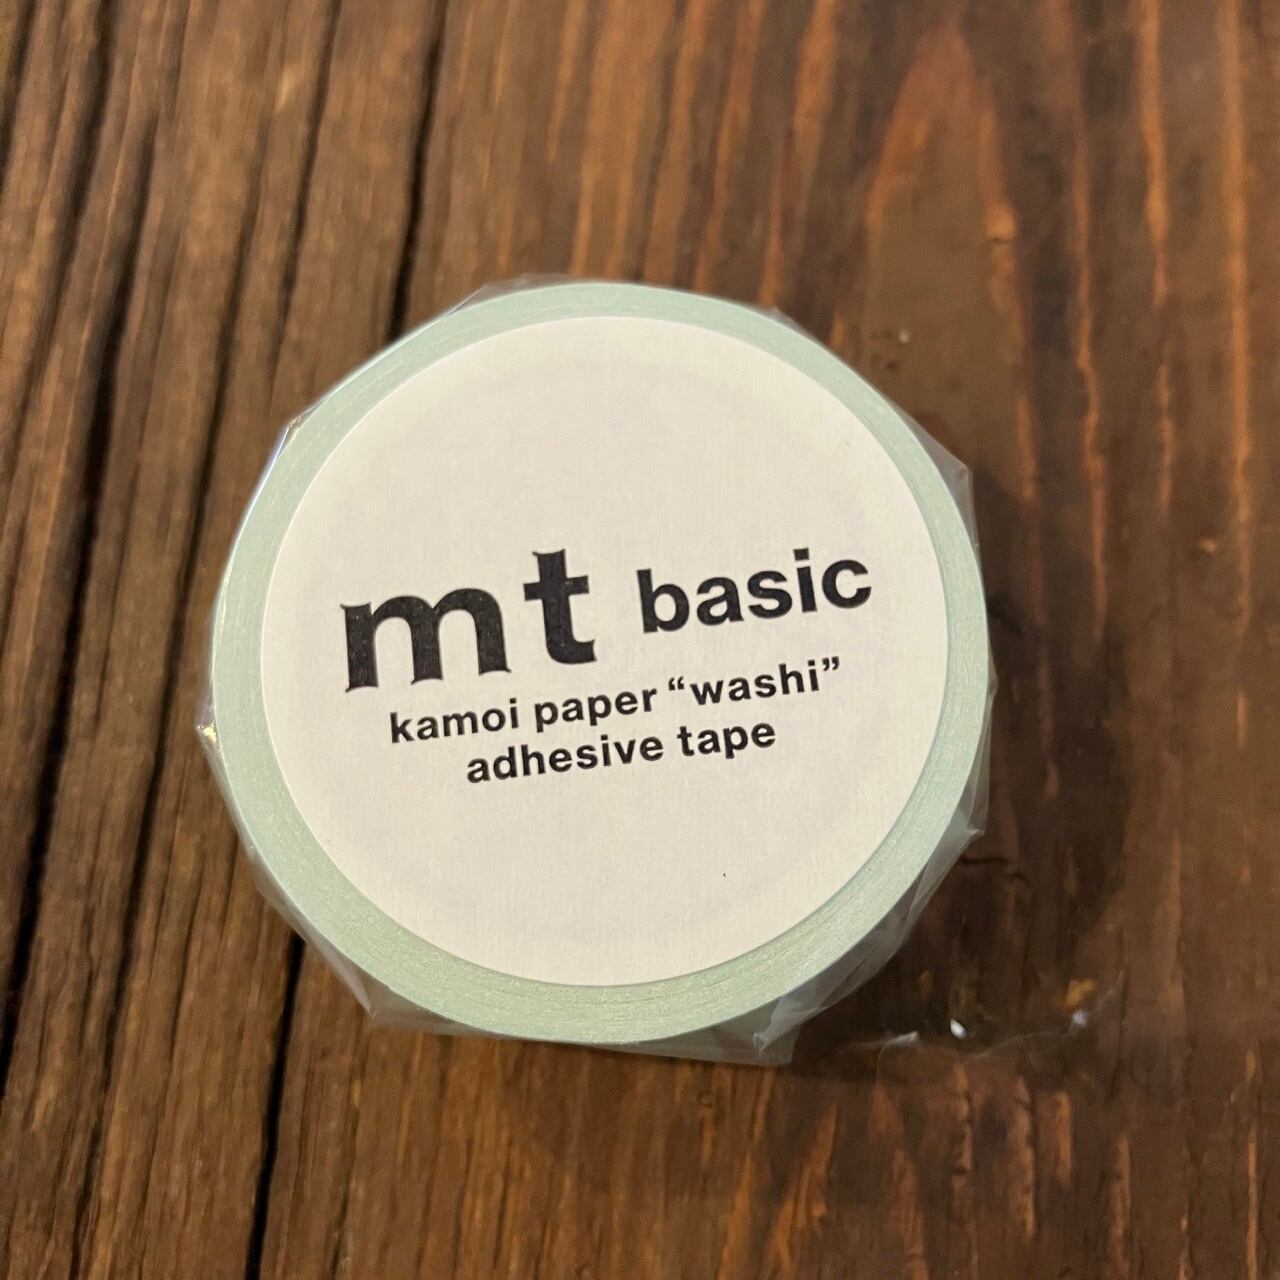 mt basic
kamoi paper “washi”
adhesive tape